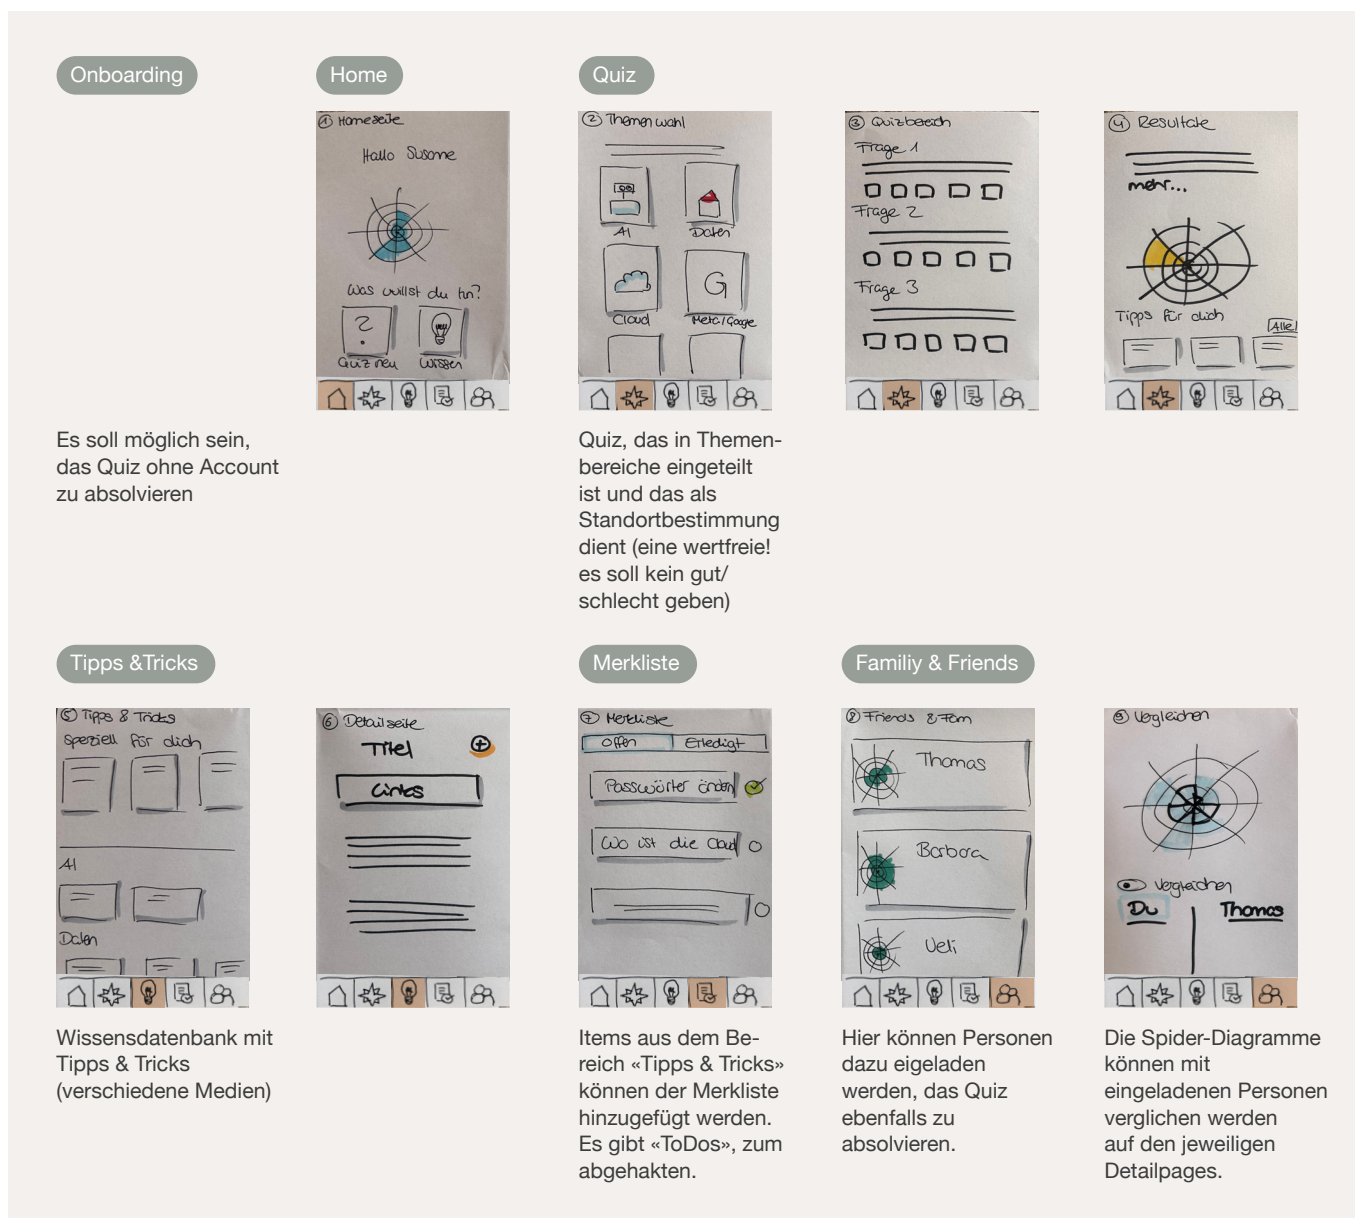 Onboarding
Home
Quiz
① Homeseite
Hallo Susanne
Was willst du tun?
?
Quiz neu
Wissen
② Themenwahl
AI
Daten
G
Cloud
Meta/Google
③ Quizbereich
Frage 1
Frage 2
Frage 3
④ Resultate
mehr...
Tipps für dich
Alle
Es soll möglich sein,
das Quiz ohne Account
zu absolvieren
Quiz, das in Themen-
bereiche eingeteilt
ist und das als
Standortbestimmung
dient (eine wertfreie!
es soll kein gut/
schlecht geben)
Tipps &Tricks
Merkliste
Familiy & Friends
⑤ Tipps & Tricks
speziell für dich
AI
Daten
⑥ Detailseite
Titel
Links
⑦ Merkliste
Offen
Erledigt
Passwörter ändern
Wo ist die Cloud
⑧ Friends & Fam
Thomas
Barbara
Ueli
⑨ Vergleichen
Vergleichen
Du
Thomas
Wissensdatenbank mit
Tipps & Tricks
(verschiedene Medien)
Items aus dem Be-
reich «Tipps & Tricks»
können der Merkliste
hinzugefügt werden.
Es gibt «ToDos», zum
abgehakten.
Hier können Personen
dazu eigeladen
werden, das Quiz
ebenfalls zu
absolvieren.
Die Spider-Diagramme
können mit
eingeladenen Personen
verglichen werden
auf den jeweiligen
Detailpages.